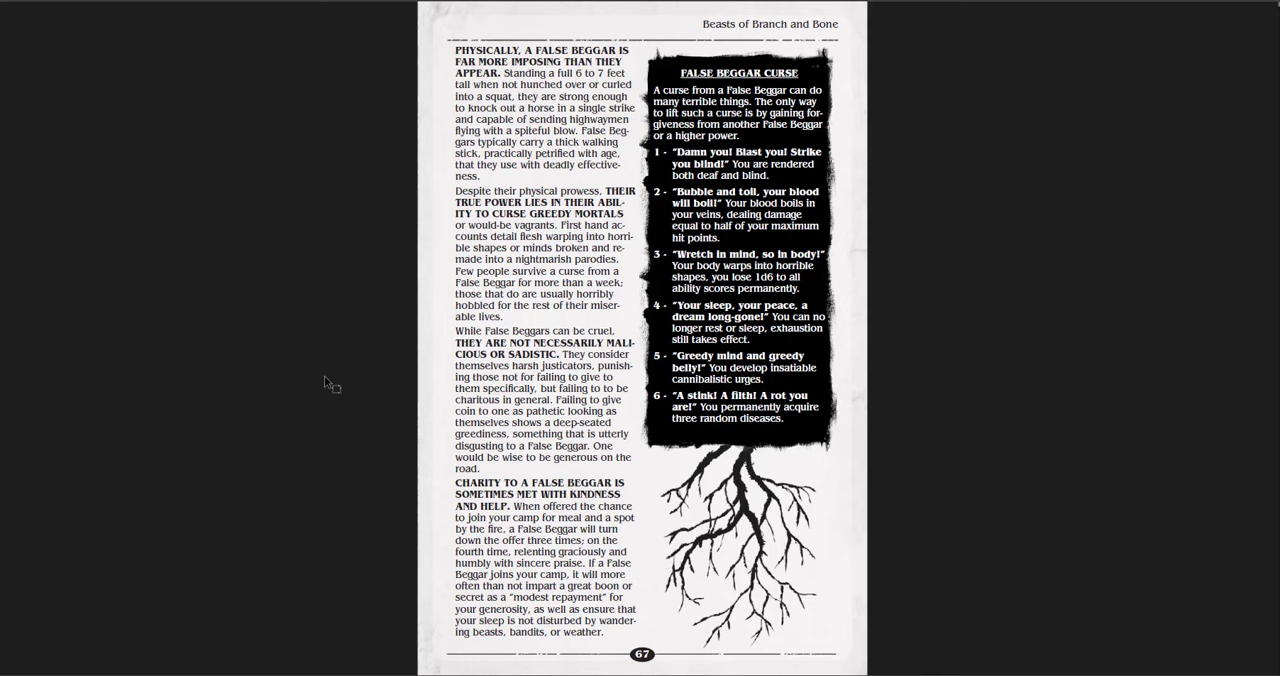 Beasts of Branch and Bone
PHYSICALLY, A FALSE BEGGAR IS
FAR MORE IMPOSING THAN THEY
APPEAR. Standing a full 6 to 7 feet
tall when not hunched over or curled
into a squat, they are strong enough
to knock out a horse in a single strike
and capable of sending highwaymen
flying with a spiteful blow. False Beg-
gars typically carry a thick walking
stick, practically petrified with age,
that they use with deadly effective-
ness.
Despite their physical prowess, THEIR
TRUE POWER LIES IN THEIR ABIL-
ITY TO CURSE GREEDY MORTALS
or would-be vagrants. First hand ac-
counts detail flesh warping into horri-
ble shapes or minds broken and re-
made into a nightmarish parodies.
Few people survive a curse from a
False Beggar for more than a week;
those that do are usually horribly
hobbled for the rest of their miser-
able lives.
While False Beggars can be cruel,
THEY ARE NOT NECESSARILY MALI-
CIOUS OR SADISTIC. They consider
themselves harsh justicators, punish-
ing those not for failing to give to
them specifically, but failing to to be
charitous in general. Failing to give
coin to one as pathetic looking as
themselves shows a deep-seated
greediness, something that is utterly
disgusting to a False Beggar. One
would be wise to be generous on the
road.
CHARITY TO A FALSE BEGGAR IS
SOMETIMES MET WITH KINDNESS
AND HELP. When offered the chance
to join your camp for meal and a spot
by the fire, a False Beggar will turn
down the offer three times; on the
fourth time, relenting graciously and
humbly with sincere praise. If a False
Beggar joins your camp, it will more
often than not impart a great boon or
secret as a “modest repayment” for
your generosity, as well as ensure that
your sleep is not disturbed by wander-
ing beasts, bandits, or weather.
FALSE BEGGAR CURSE
A curse from a False Beggar can do
many terrible things. The only way
to lift such a curse is by gaining for-
giveness from another False Beggar
or a higher power.
1 - “Damn you! Blast you! Strike
you blind!” You are rendered
both deaf and blind.
2 - “Bubble and toil, your blood
will boil!” Your blood boils in
your veins, dealing damage
equal to half of your maximum
hit points.
3 - “Wretch in mind, so in body!”
Your body warps into horrible
shapes, you lose 1d6 to all
ability scores permanently.
4 - “Your sleep, your peace, a
dream long-gone!” You can no
longer rest or sleep, exhaustion
still takes effect.
5 - “Greedy mind and greedy
belly!” You develop insatiable
cannibalistic urges.
6 - “A stink! A filth! A rot you
are!” You permanently acquire
three random diseases.
67